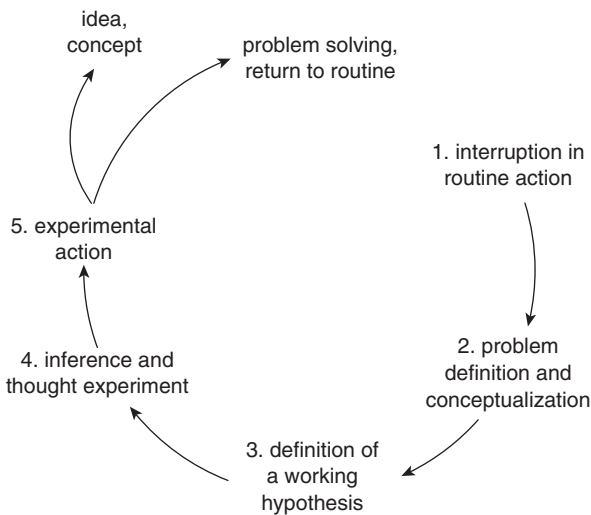 idea,
concept
problem solving,
return to routine
1. interruption in
routine action
5. experimental
action
2. problem
definition and
conceptualization
4. inference and
thought experiment
3. definition of
a working
hypothesis